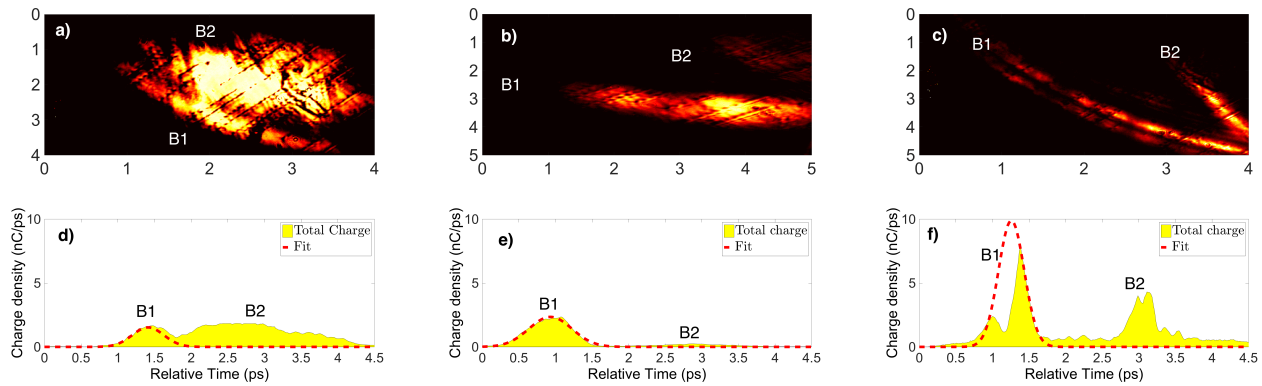 a)
B2
B1
0
1
2
3
4
0 1 2 3 4
b)
B2
B1
0
1
2
3
4
5
0 1 2 3 4 5
c)
B1
B2
0
1
2
3
4
5
0 1 2 3 4
d)
Total Charge
Fit
B1
B2
Charge density (nC/ps)
10
5
0
0 0.5 1 1.5 2 2.5 3 3.5 4 4.5
Relative Time (ps)
e)
Total charge
Fit
B1
B2
Charge density (nC/ps)
10
5
0
0 0.5 1 1.5 2 2.5 3 3.5 4 4.5
Relative Time (ps)
f)
Total charge
Fit
B1
B2
Charge density (nC/ps)
10
5
0
0 0.5 1 1.5 2 2.5 3 3.5 4 4.5
Relative Time (ps)